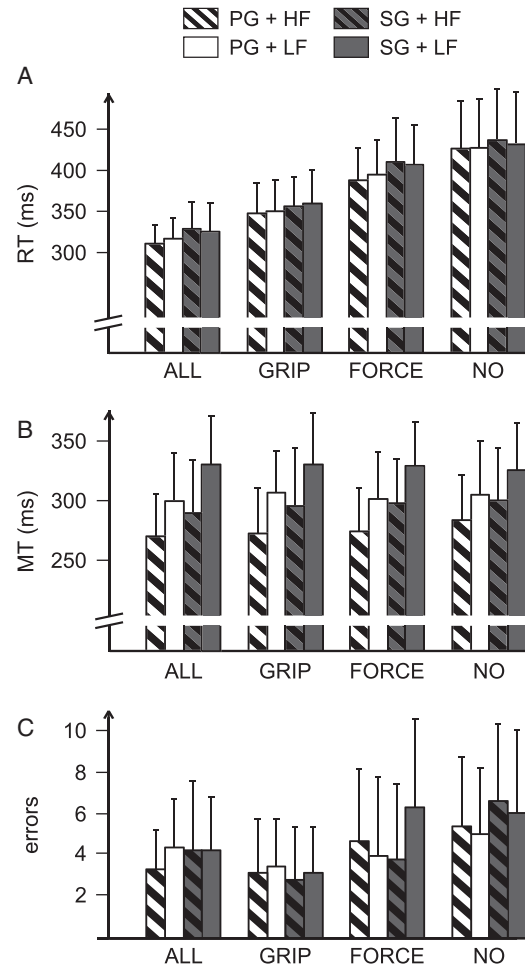 PG + HF SG + HF
PG + LF SG + LF
A
RT (ms)
450
400
350
300
ALL GRIP FORCE NO
B
MT (ms)
350
300
250
ALL GRIP FORCE NO
C
errors
10
8
6
4
2
ALL GRIP FORCE NO